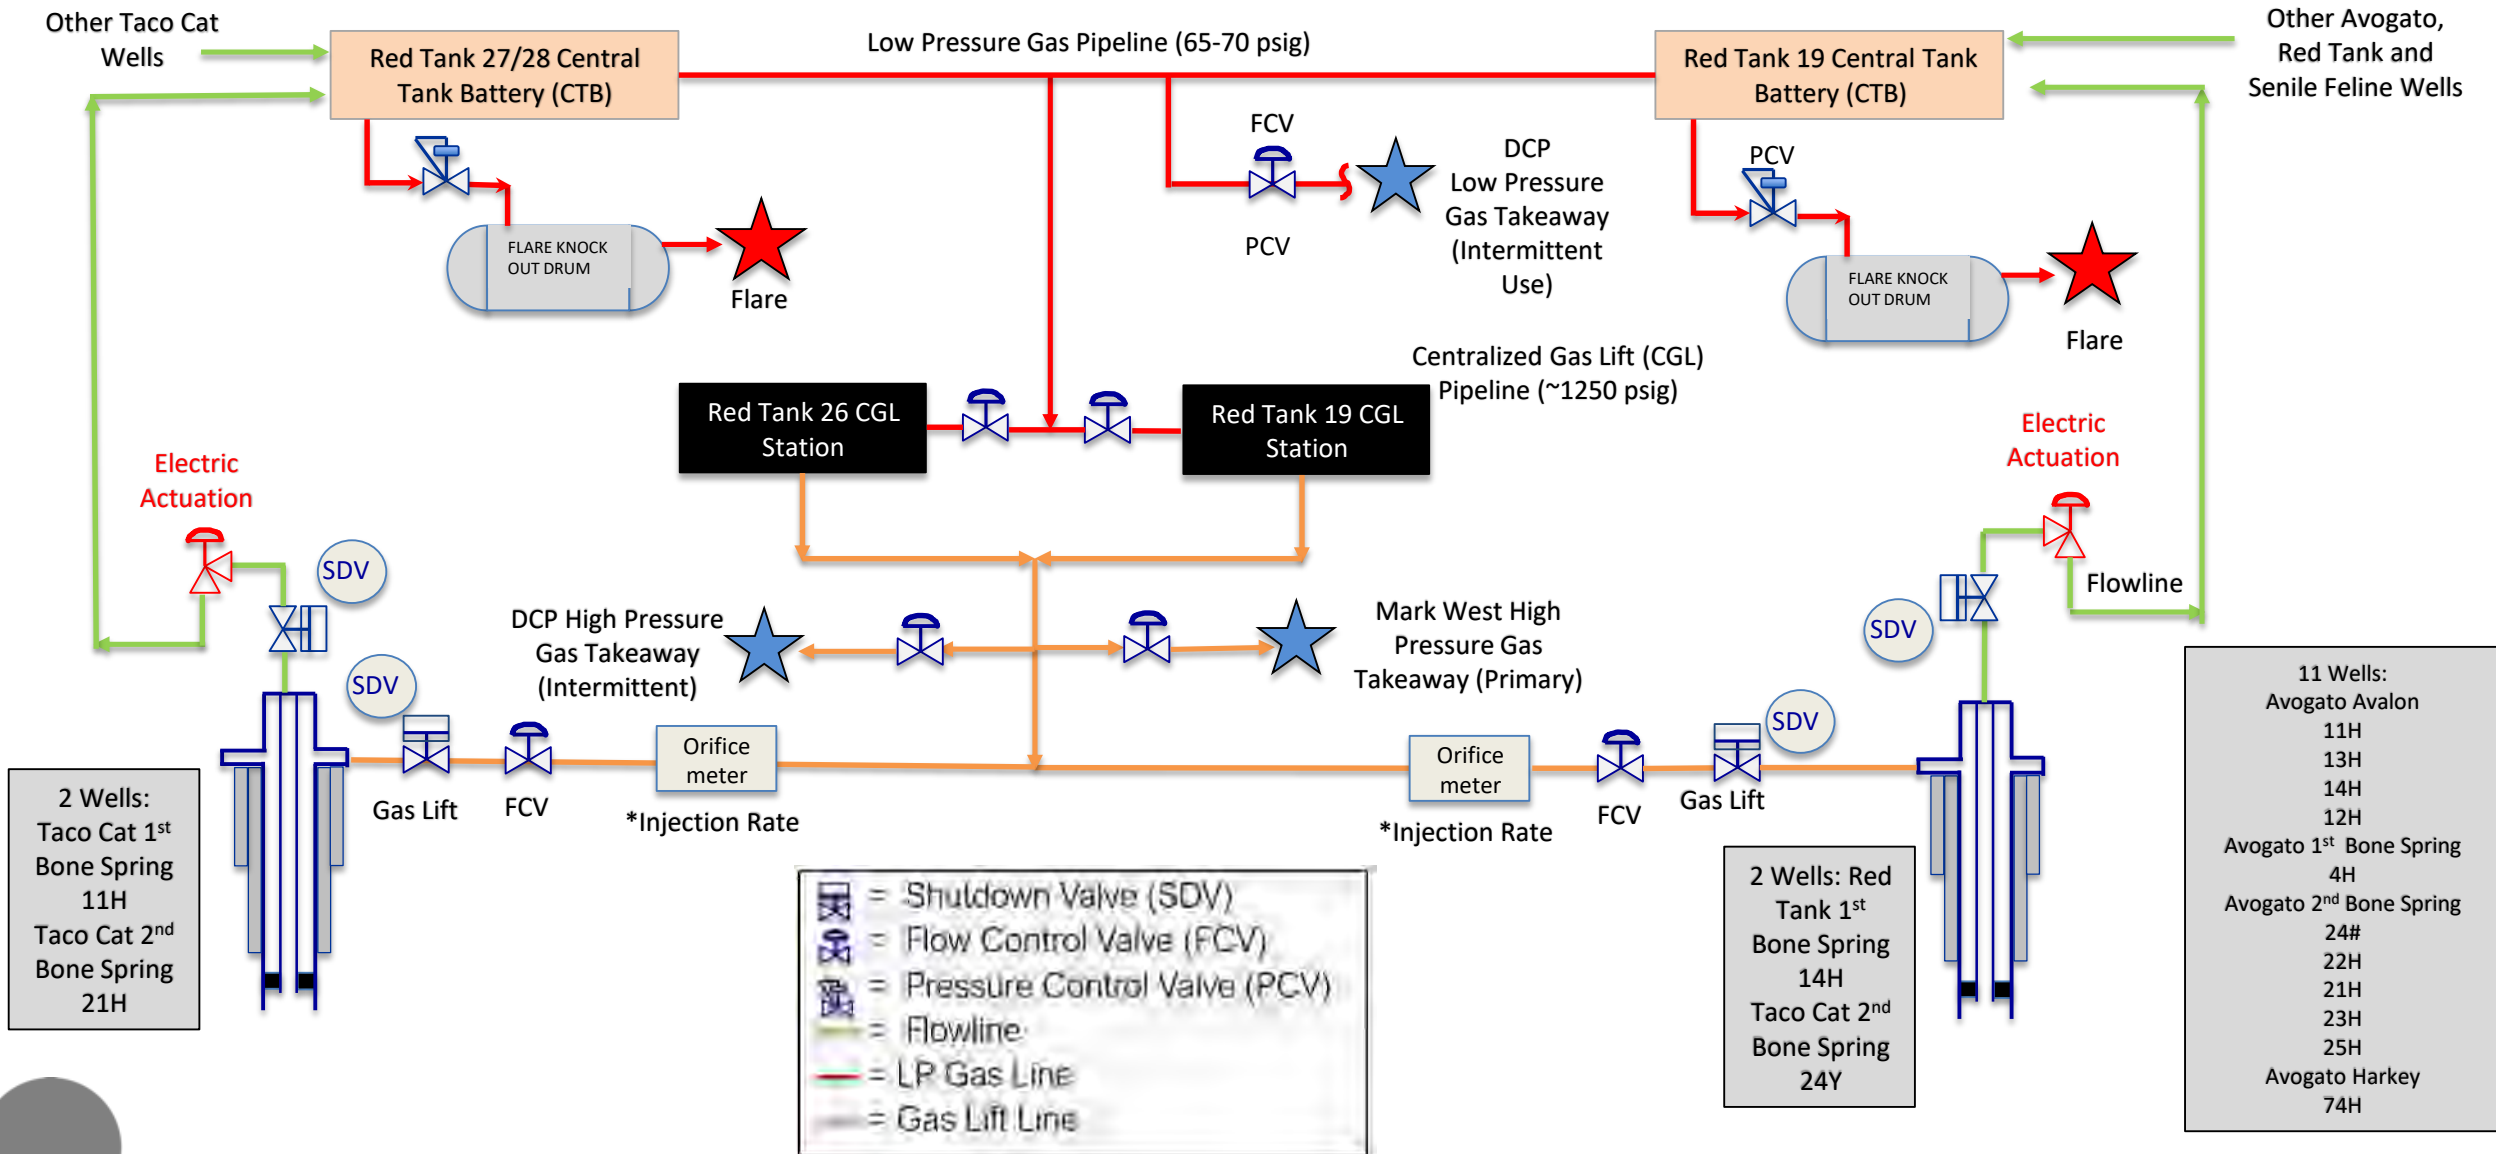 Other Taco Cat
Wells
Red Tank 27/28 Central
Tank Battery (CTB)
Low Pressure Gas Pipeline (65-70 psig)
Red Tank 19 Central Tank
Battery (CTB)
Other Avogato,
Red Tank and
Senile Feline Wells
FCV
PCV
DCP
Low Pressure
Gas Takeaway
(Intermittent
Use)
PCV
FLARE KNOCK
OUT DRUM
Flare
FLARE KNOCK
OUT DRUM
Flare
Centralized Gas Lift (CGL)
Pipeline (~1250 psig)
Red Tank 26 CGL
Station
Red Tank 19 CGL
Station
Electric
Actuation
Electric
Actuation
SDV
SDV
Flowline
SDV
DCP High Pressure
Gas Takeaway
(Intermittent)
Mark West High
Pressure Gas
Takeaway (Primary)
SDV
Gas Lift
FCV
Orifice
meter
*Injection Rate
Orifice
meter
*Injection Rate
FCV
Gas Lift
2 Wells:
Taco Cat 1st
Bone Spring
11H
Taco Cat 2nd
Bone Spring
21H
2 Wells: Red
Tank 1st
Bone Spring
14H
Taco Cat 2nd
Bone Spring
24Y
11 Wells:
Avogato Avalon
11H
13H
14H
12H
Avogato 1st Bone Spring
4H
Avogato 2nd Bone Spring
24#
22H
21H
23H
25H
Avogato Harkey
74H
= Shutdown Valve (SDV)
= Flow Control Valve (FCV)
= Pressure Control Valve (PCV)
= Flowline
= LP Gas Line
= Gas Lift Line